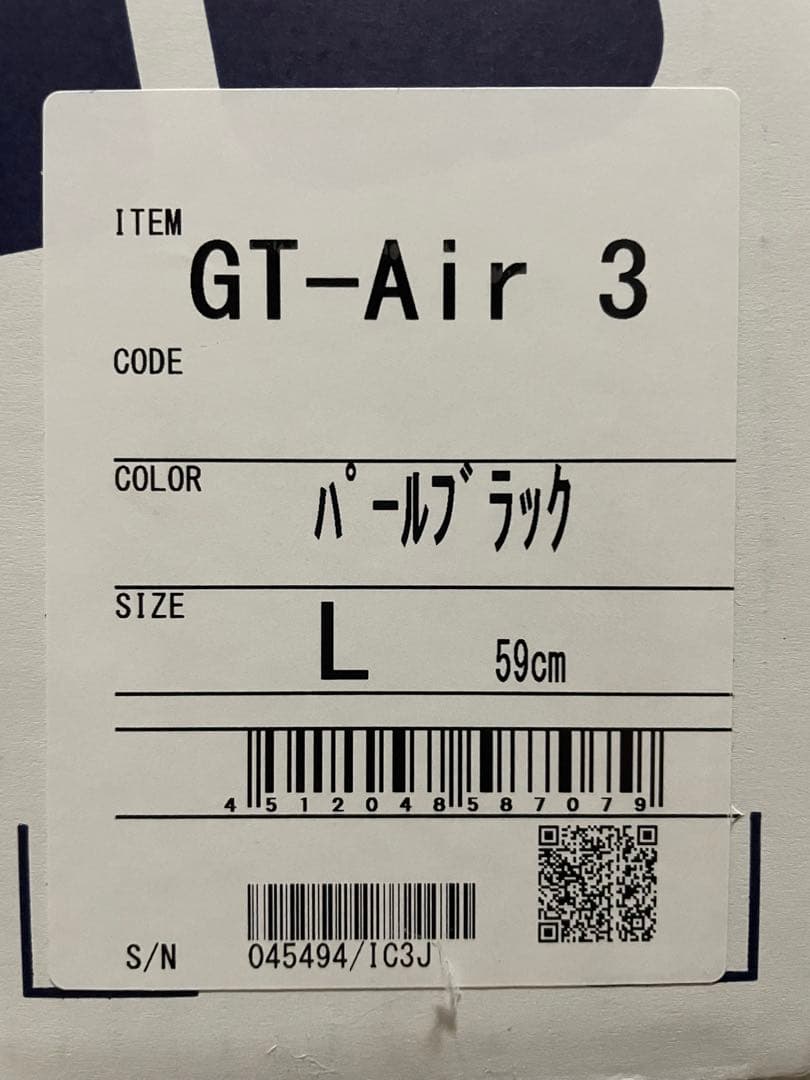 ITEM
GT-Air 3
CODE
COLOR
パールブラック
SIZE
L 59cm
4512048587079
S/N 045494/IC3J